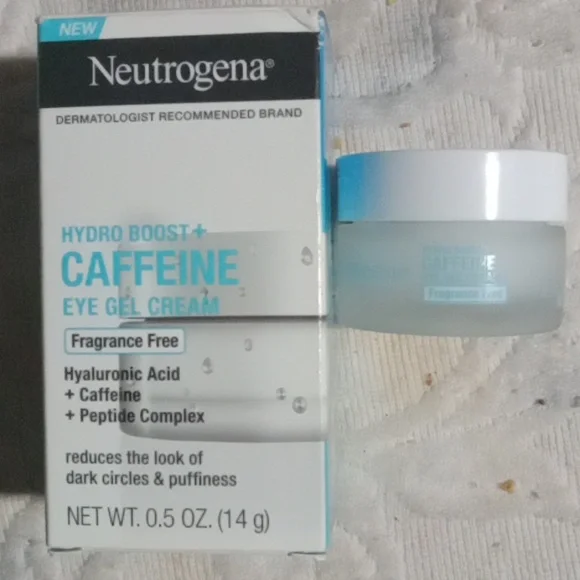 NEW
Neutrogena®
DERMATOLOGIST RECOMMENDED BRAND
HYDRO BOOST+
CAFFEINE
EYE GEL CREAM
Fragrance Free
Hyaluronic Acid
+ Caffeine
+ Peptide Complex
reduces the look of
dark circles & puffiness
NET WT. 0.5 OZ. (14 g)
CAFFEINE
Fragrance Free